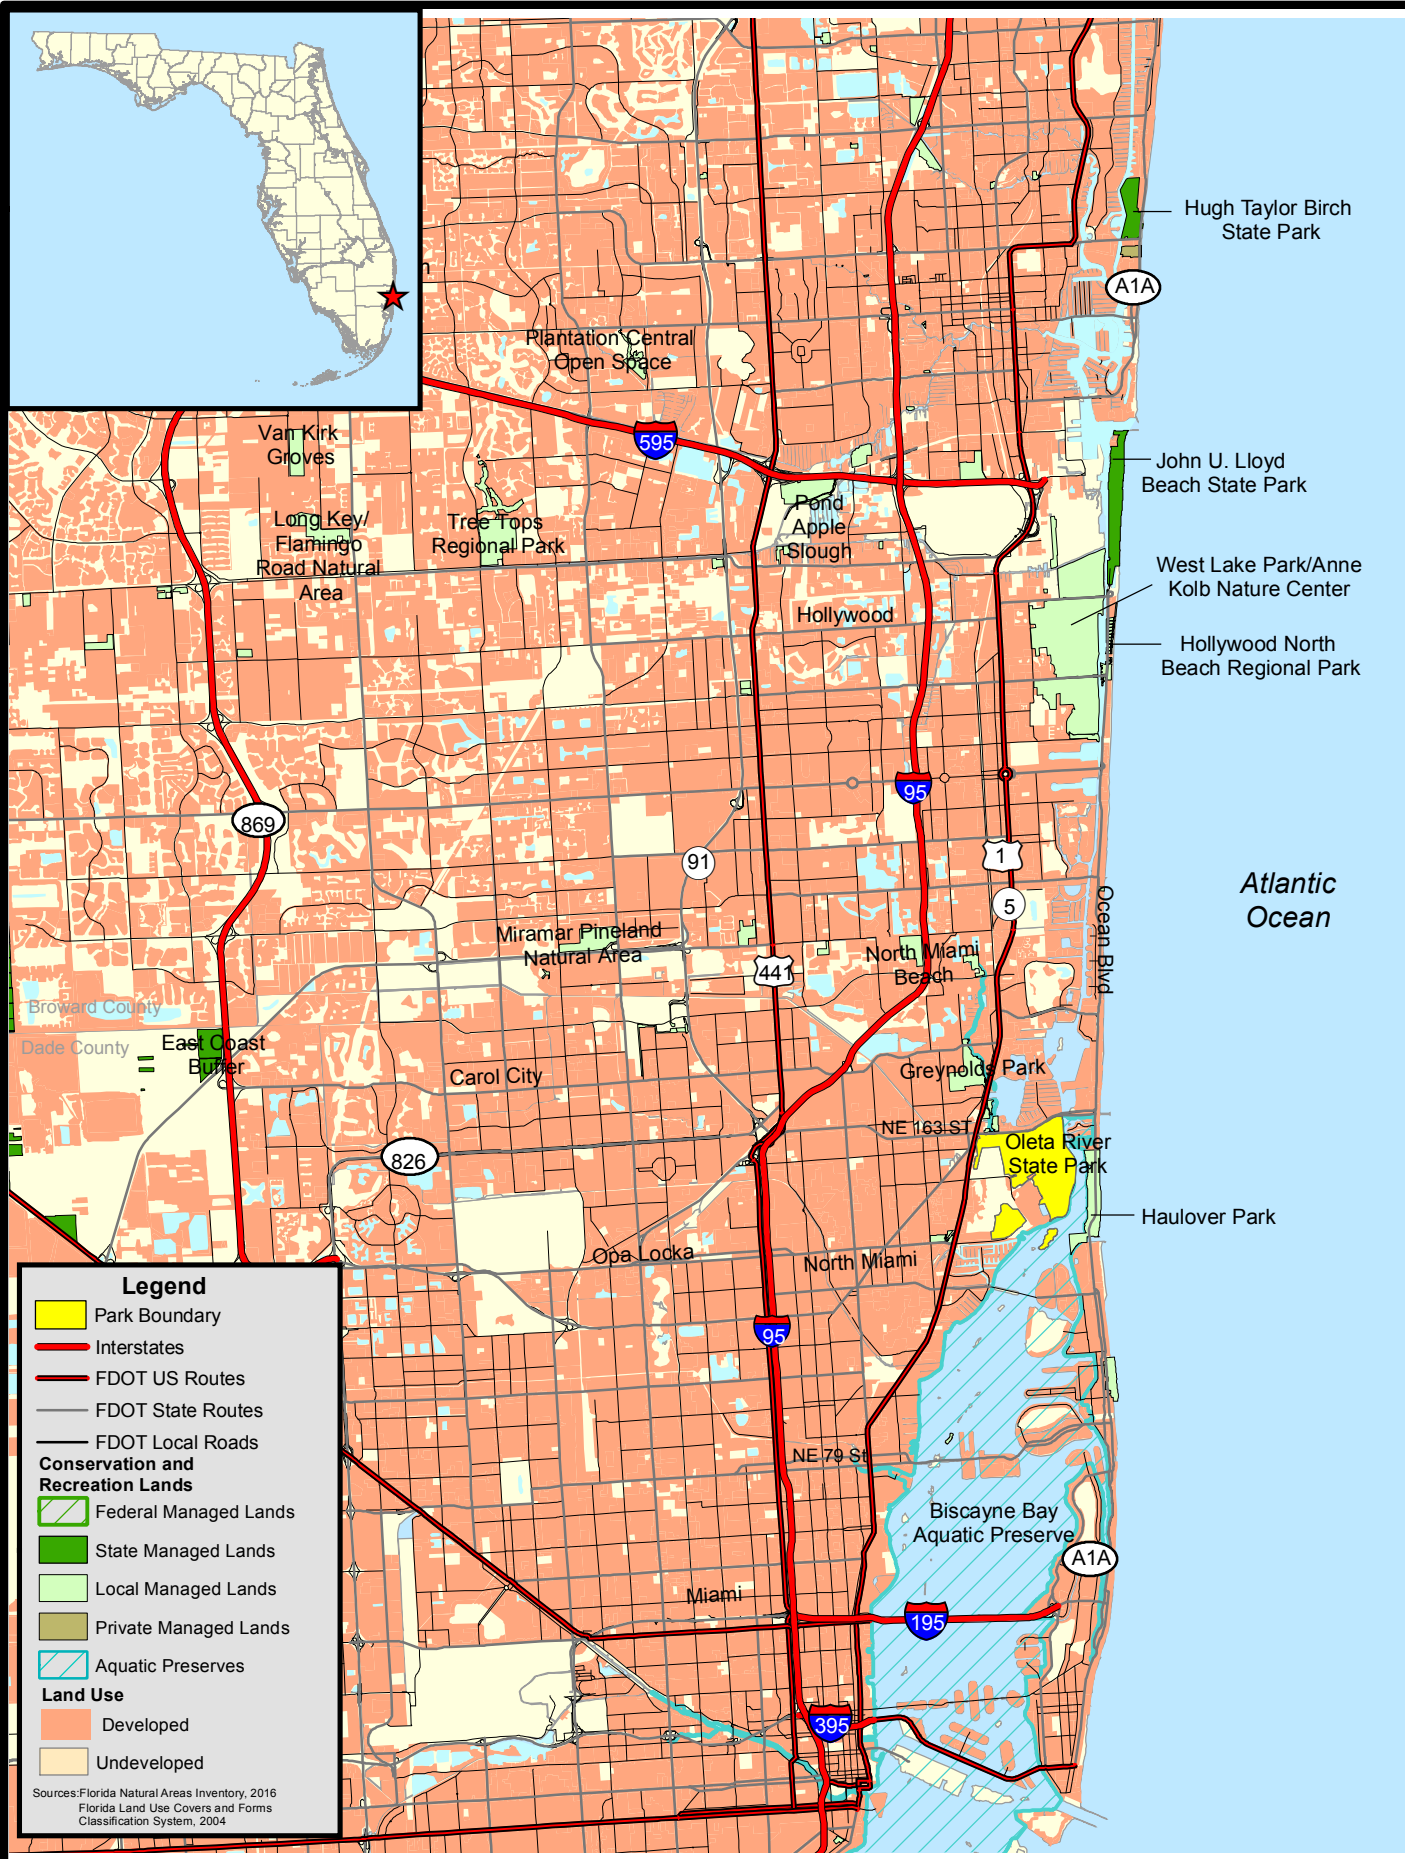 Hugh Taylor Birch
State Park
A1A
Plantation Central
Open Space
Van Kirk
Groves
595
John U. Lloyd
Beach State Park
Long Key/
Flamingo
Road Natural
Area
Tree Tops
Regional Park
Pond
Apple
Slough
West Lake Park/Anne
Kolb Nature Center
Hollywood
Hollywood North
Beach Regional Park
95
869
91
1
5
Atlantic
Ocean
Ocean Blvd
Miramar Pineland
Natural Area
North Miami
Beach
441
Broward County
Dade County
East Coast
Buffer
Carol City
Greynolds Park
NE 163 ST
826
Oleta River
State Park
Haulover Park
Opa Locka
North Miami
95
NE 79 St
Biscayne Bay
Aquatic Preserve
A1A
Miami
195
395
Legend
Park Boundary
Interstates
FDOT US Routes
FDOT State Routes
FDOT Local Roads
Conservation and
Recreation Lands
Federal Managed Lands
State Managed Lands
Local Managed Lands
Private Managed Lands
Aquatic Preserves
Land Use
Developed
Undeveloped
Sources:Florida Natural Areas Inventory, 2016
Florida Land Use Covers and Forms
Classification System, 2004